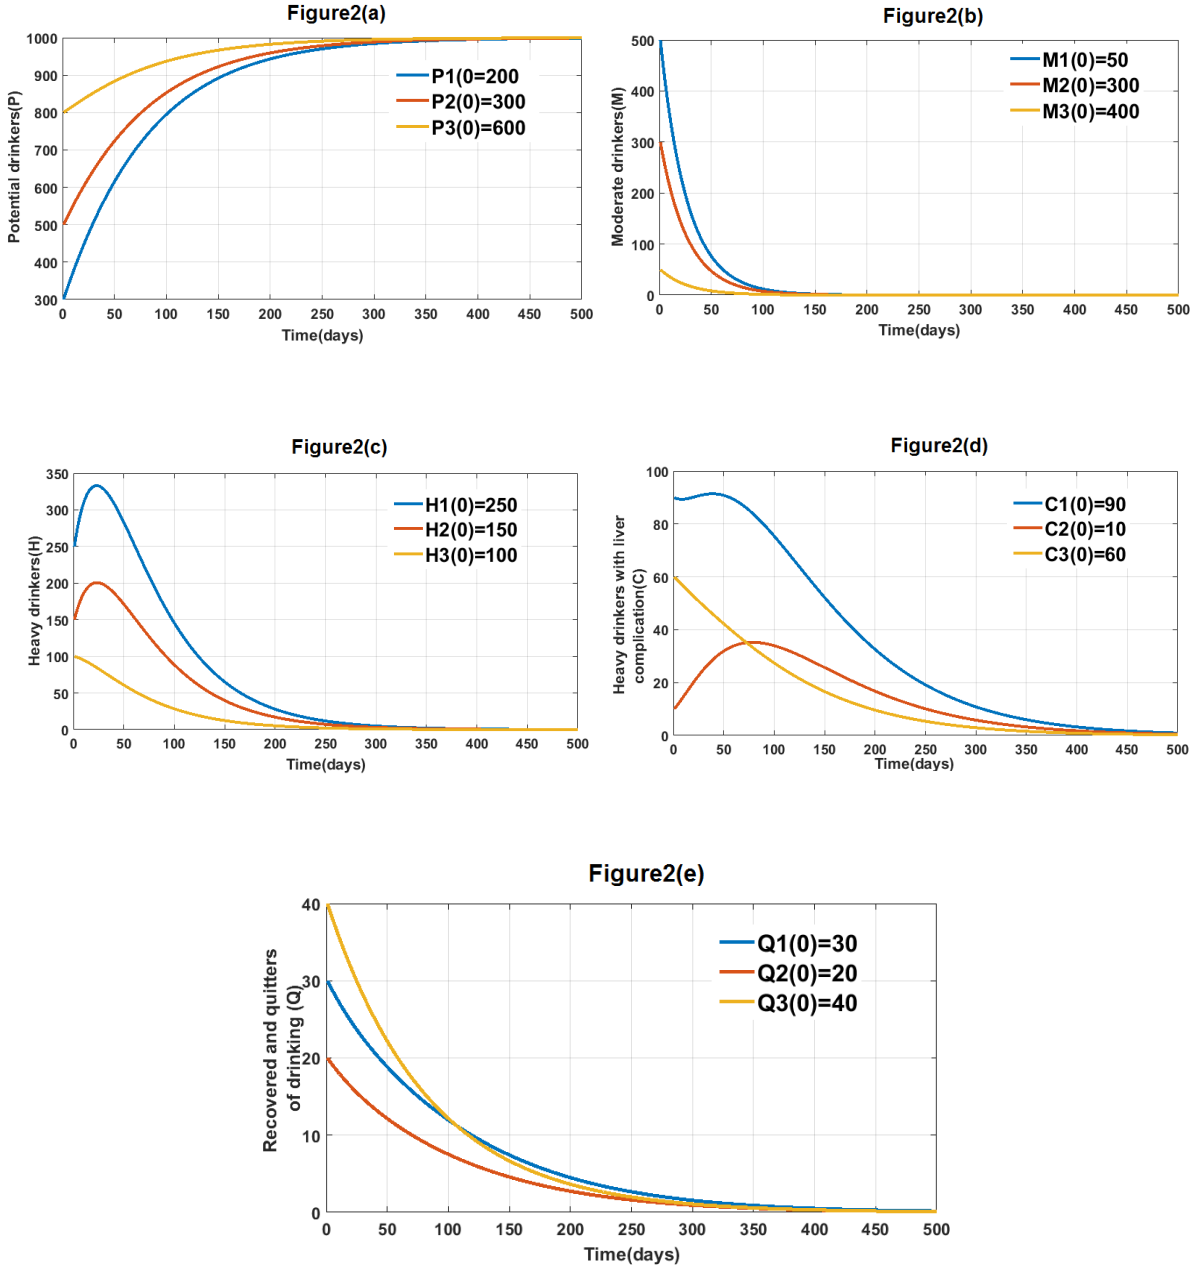 Figure2(a)
Potential drinkers(P)
1000
900
800
700
600
500
400
300
P1(0=200
P2(0)=300
P3(0)=600
0 50 100 150 200 250 300 350 400 450 500
Time(days)
Figure2(b)
Moderate drinkers(M)
500
400
300
200
100
0
M1(0)=50
M2(0)=300
M3(0)=400
0 50 100 150 200 250 300 350 400 450 500
Time(days)
Figure2(c)
Heavy drinkers(H)
350
300
250
200
150
100
50
0
H1(0)=250
H2(0)=150
H3(0)=100
0 50 100 150 200 250 300 350 400 450 500
Time(days)
Figure2(d)
Heavy drinkers with liver
complication(C)
100
80
60
40
20
0
C1(0)=90
C2(0)=10
C3(0)=60
0 50 100 150 200 250 300 350 400 450 500
Time(days)
Figure2(e)
Recovered and quitters
of drinking (Q)
40
30
20
10
0
Q1(0)=30
Q2(0)=20
Q3(0)=40
0 50 100 150 200 250 300 350 400 450 500
Time(days)